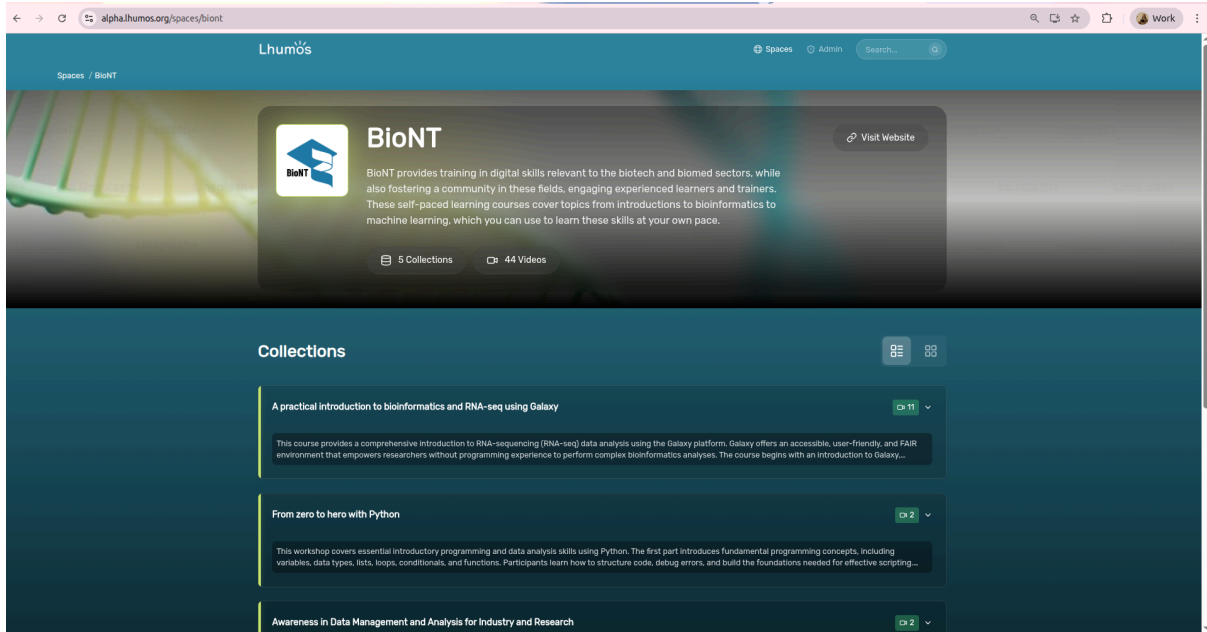 alpha.lhumos.org/spaces/biont
Work
Lhumos
Spaces
Admin
Search...
Spaces / BioNT
BioNT
BioNT
Visit Website
BioNT provides training in digital skills relevant to the biotech and biomed sectors, while
also fostering a community in these fields, engaging experienced learners and trainers.
These self-paced learning courses cover topics from introductions to bioinformatics to
machine learning, which you can use to learn these skills at your own pace.
5 Collections
44 Videos
Collections
A practical introduction to bioinformatics and RNA-seq using Galaxy
11
This course provides a comprehensive introduction to RNA-sequencing (RNA-seq) data analysis using the Galaxy platform. Galaxy offers an accessible, user-friendly, and FAIR
environment that empowers researchers without programming experience to perform complex bioinformatics analyses. The course begins with an introduction to Galaxy,...
From zero to hero with Python
2
This workshop covers essential introductory programming and data analysis skills using Python. The first part introduces fundamental programming concepts, including
variables, data types, lists, loops, conditionals, and functions. Participants learn how to structure code, debug errors, and build the foundations needed for effective scripting....
Awareness in Data Management and Analysis for Industry and Research
2